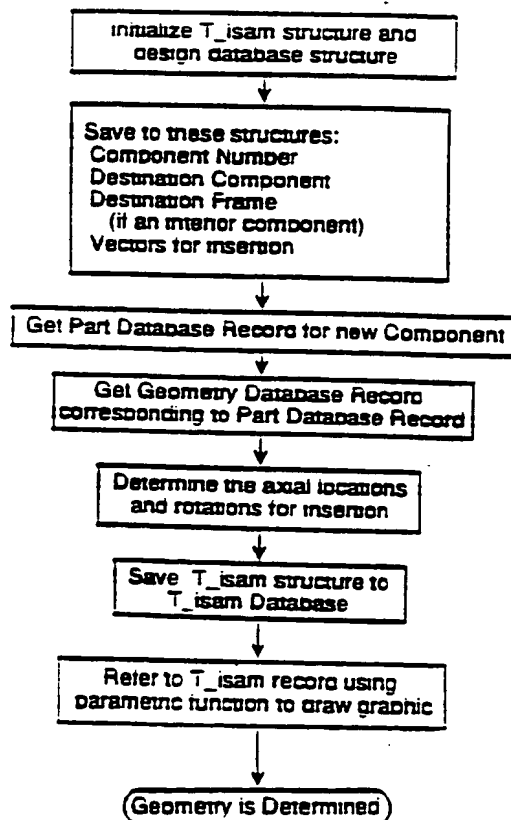 Initialize T_isam structure and
design database structure
Save to these structures:
Component Number
Destination Component
Destination Frame
(if an interior component)
Vectors for insertion
Get Part Database Record for new Component
Get Geometry Database Record
corresponding to Part Database Record
Determine the axial locations
and rotations for insertion
Save T_isam structure to
T_isam Database
Refer to T_isam record using
parametric function to draw graphic
Geometry is Determined